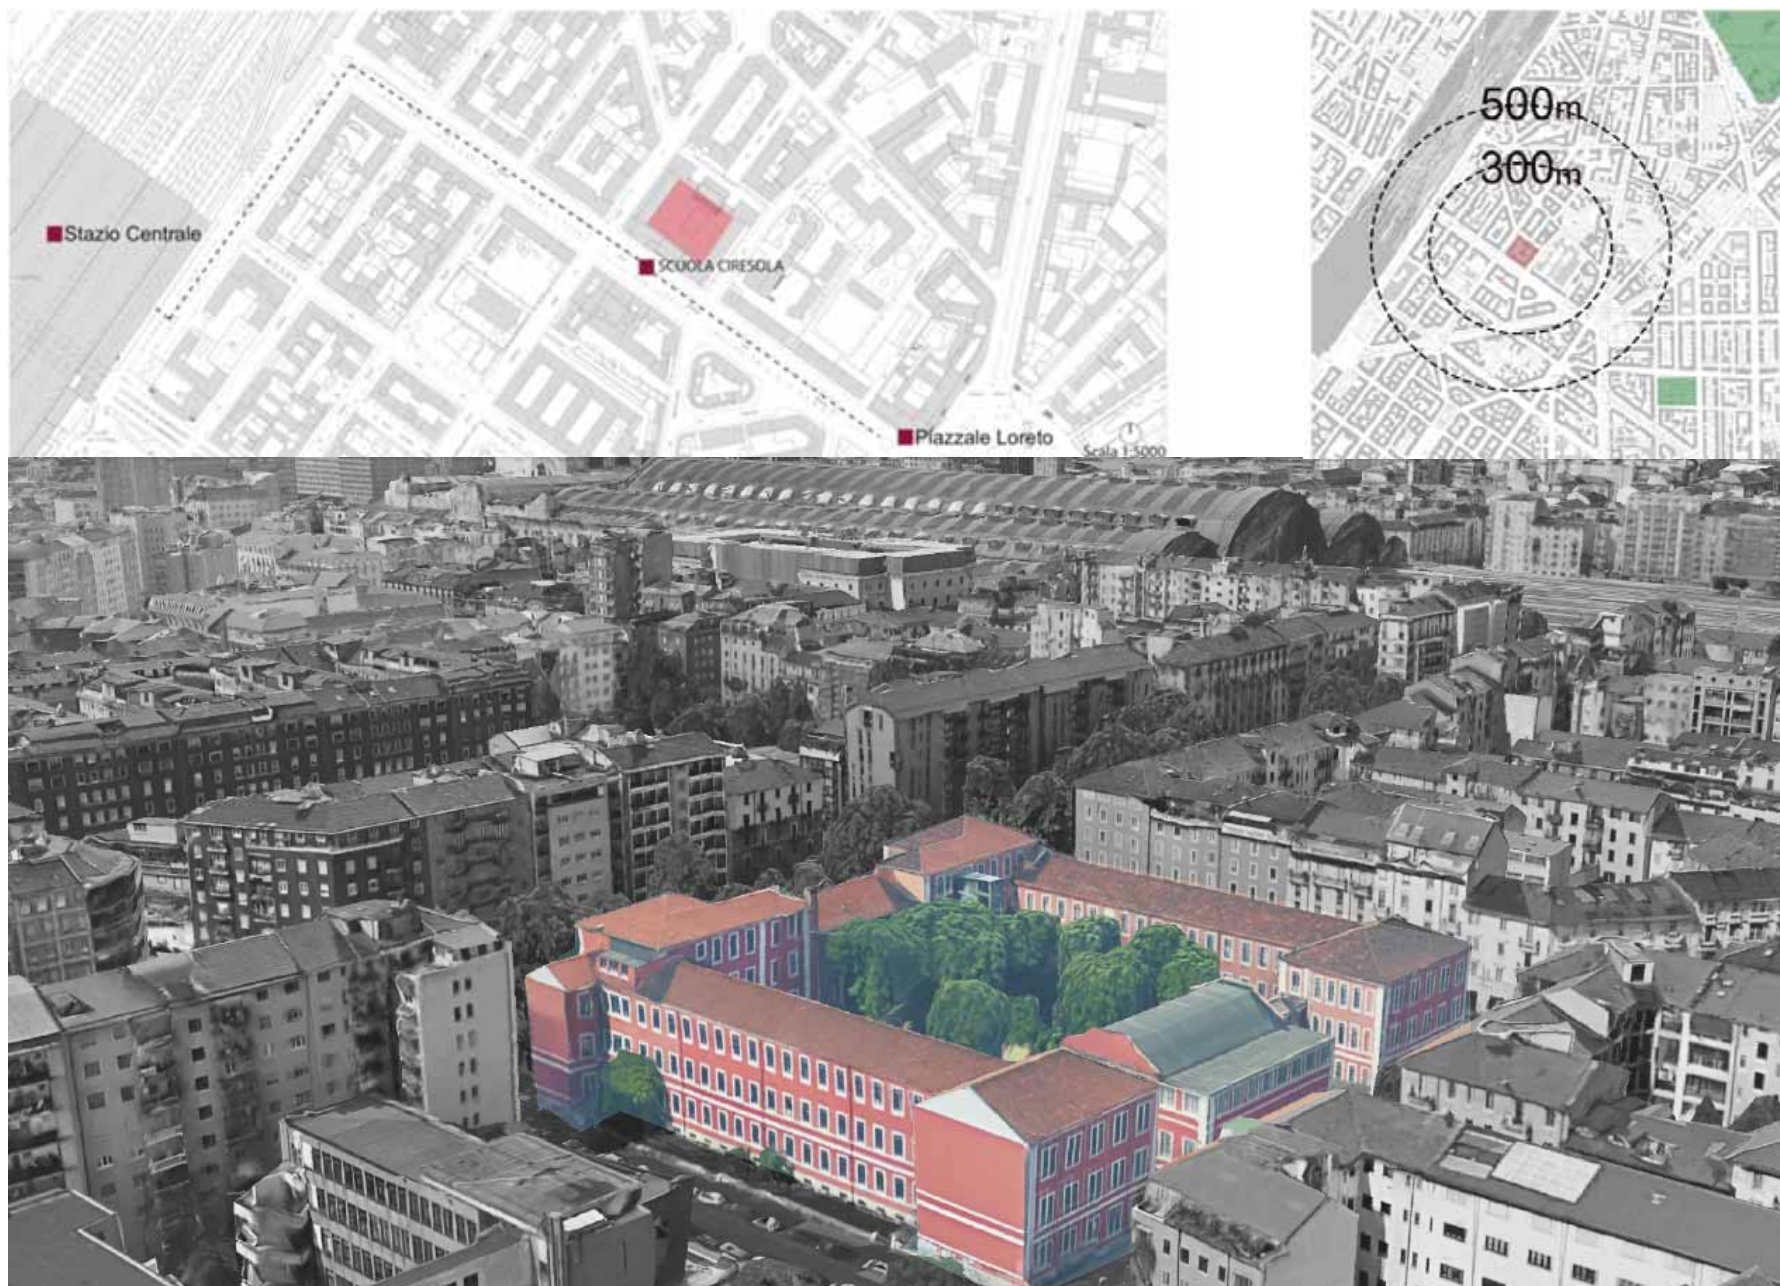 Stazio Centrale
SCUOLA CIRESOLA
Piazzale Loreto
Scala 1:5000
500m
300m